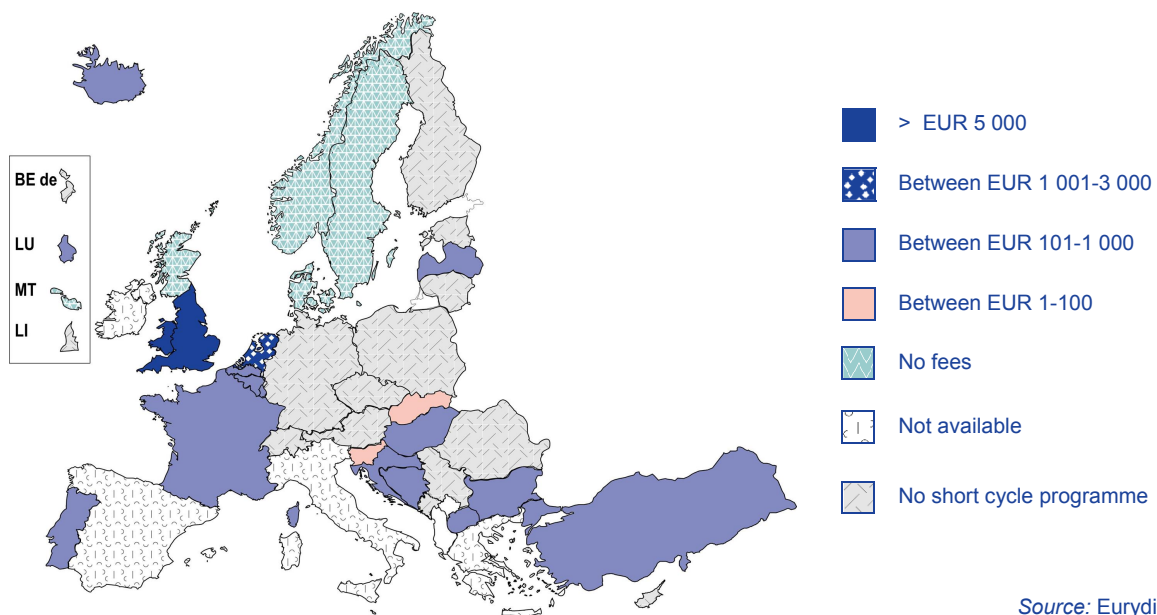 BE de
LU
MT
LI
> EUR 5 000
Between EUR 1 001-3 000
Between EUR 101-1 000
Between EUR 1-100
No fees
Not available
No short cycle programme
Source: Eurydi